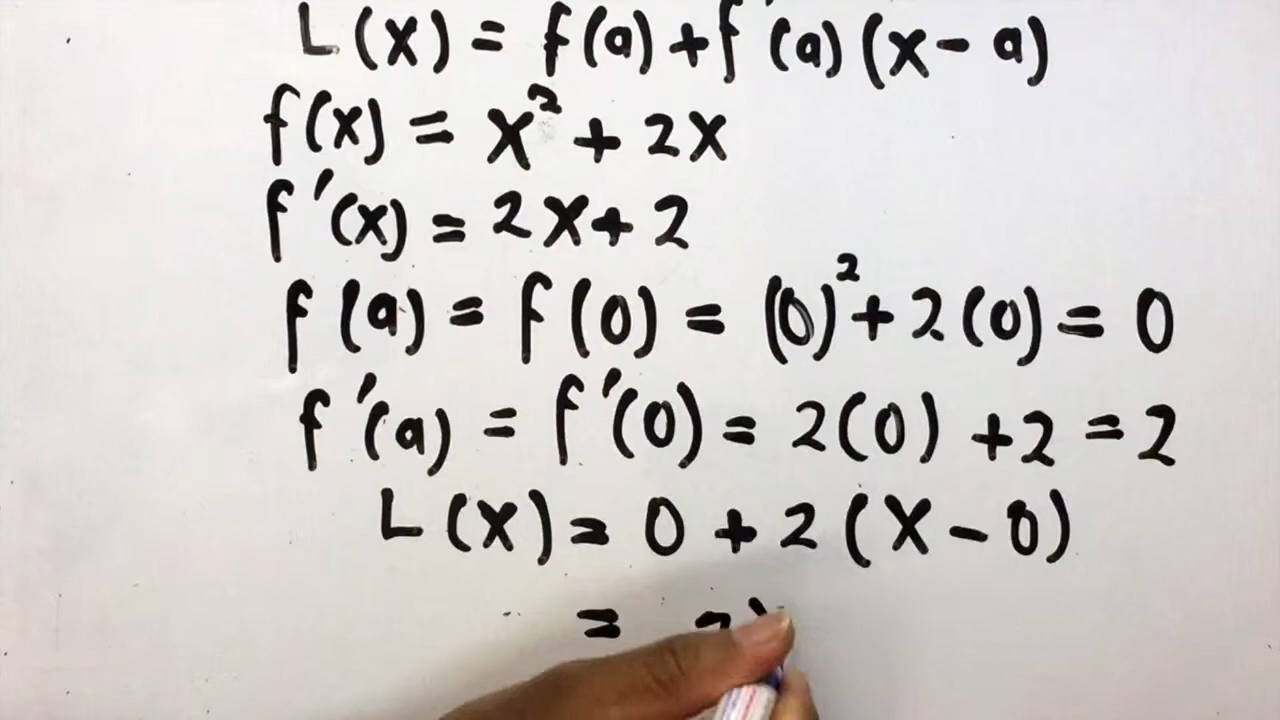 L(x) = f(a) + f'(a) (x - a)
f(x) = x² + 2x
f'(x) = 2x + 2
f(a) = f(0) = (0)² + 2(0) = 0
f'(a) = f'(0) = 2(0) + 2 = 2
L(x) = 0 + 2(x - 0)
=